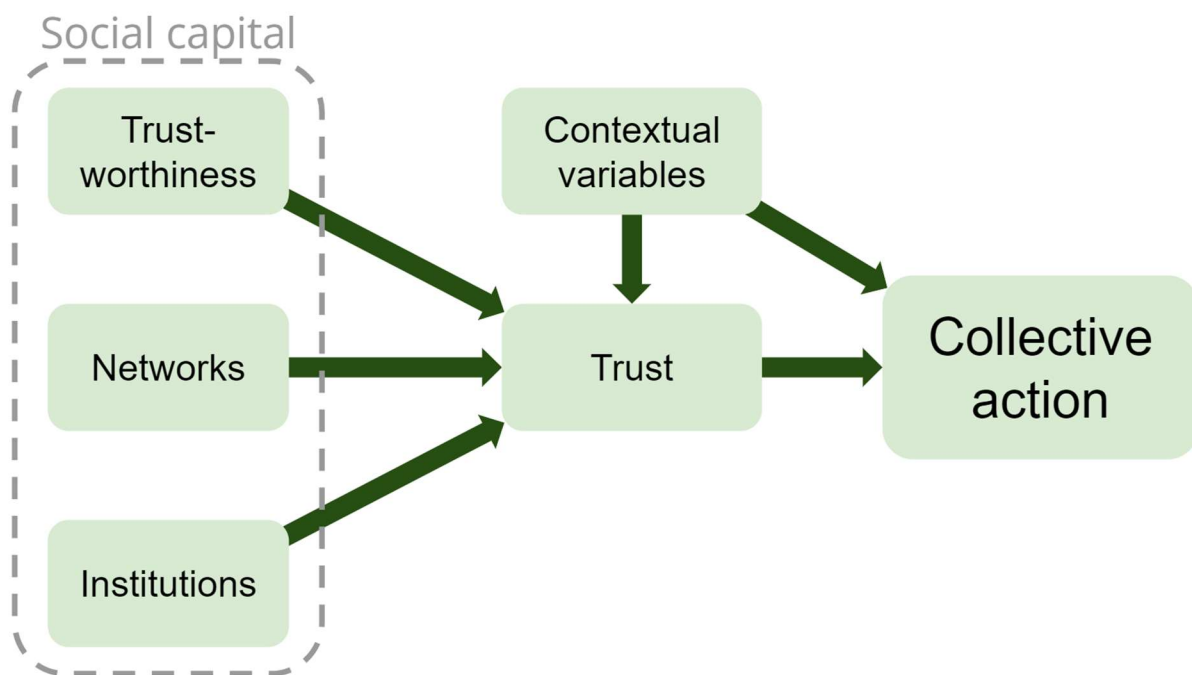 Social capital
Trust-
worthiness
Contextual
variables
Networks
Trust
Collective
action
Institutions